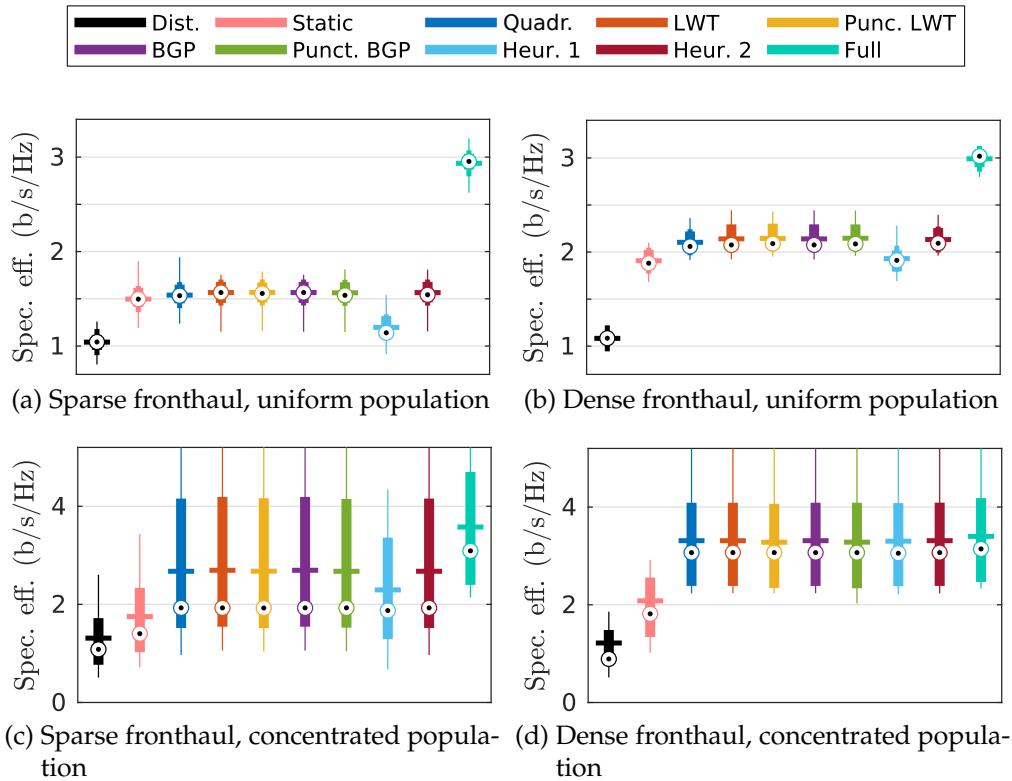 Dist. Static Quadr. LWT Punc. LWT
BGP Punct. BGP Heur. 1 Heur. 2 Full
Spec. eff. (b/s/Hz)
3
2
1
(a) Sparse fronthaul, uniform population
Spec. eff. (b/s/Hz)
3
2
1
(b) Dense fronthaul, uniform population
Spec. eff. (b/s/Hz)
4
2
0
(c) Sparse fronthaul, concentrated popula-
tion
Spec. eff. (b/s/Hz)
4
2
0
(d) Dense fronthaul, concentrated popula-
tion